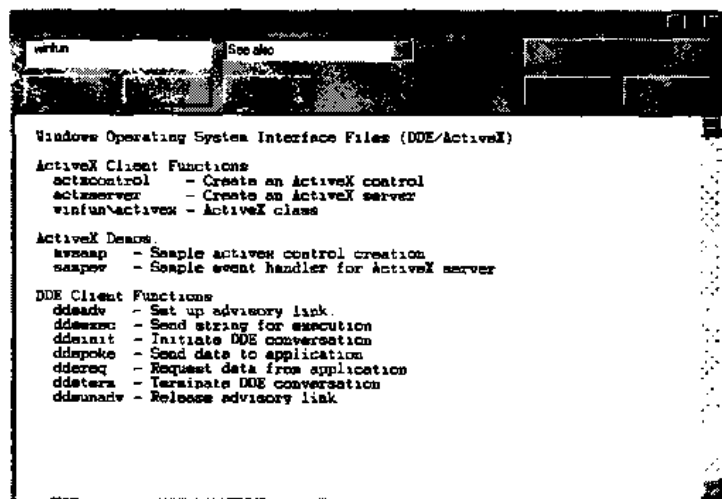 winfun
See also
Windows Operating System Interface Files (DDE/ActiveX)
ActiveX Client Functions
actxcontrol - Create an ActiveX control
actxserver - Create an ActiveX server
winfun\activex - ActiveX class
ActiveX Demos.
mwsamp - Sample activex control creation
sampev - Sample event handler for ActiveX server
DDE Client Functions
ddeadv - Set up advisory link.
ddeexec - Send string for execution
ddeinit - Initiate DDE conversation
ddepoke - Send data to application
ddereq - Request data from application
ddeterm - Terminate DDE conversation
ddeunadv - Release advisory link